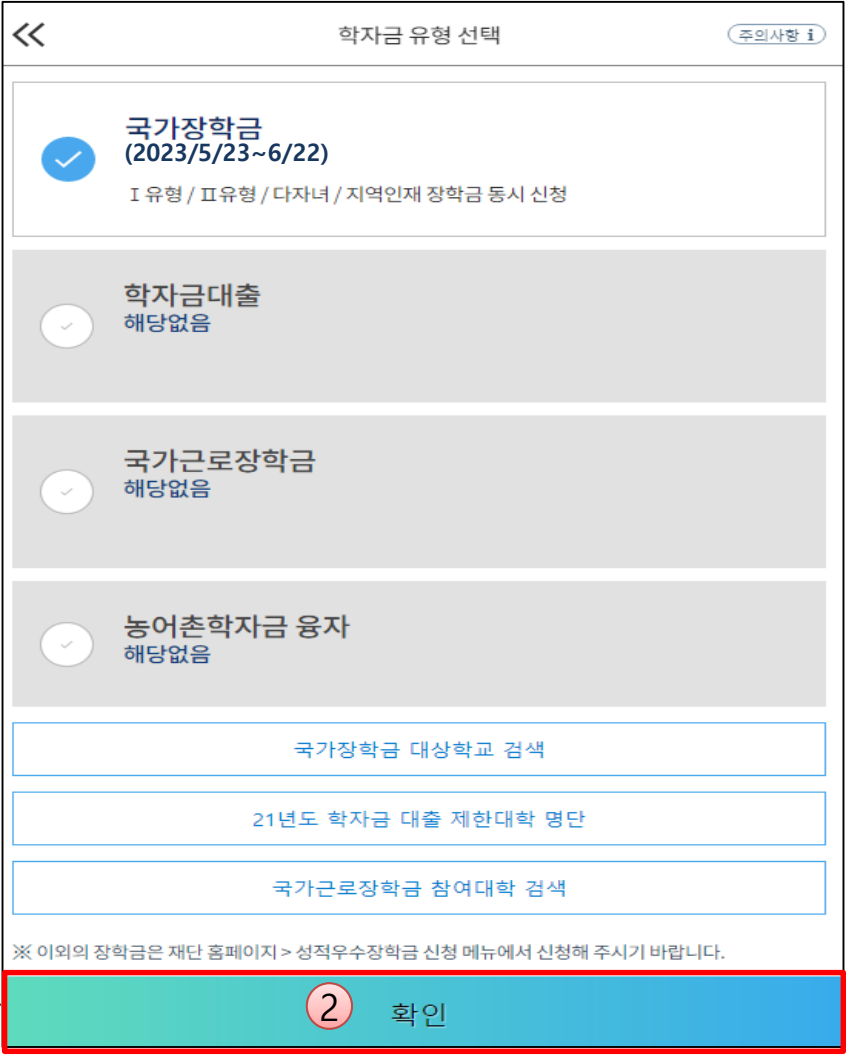 학자금 유형 선택
주의사항 i
국가장학금
(2023/5/23~6/22)
Ⅰ유형 / Ⅱ유형 / 다자녀 / 지역인재 장학금 동시 신청
학자금대출
해당없음
국가근로장학금
해당없음
농어촌학자금 융자
해당없음
국가장학금 대상학교 검색
21년도 학자금 대출 제한대학 명단
국가근로장학금 참여대학 검색
※ 이외의 장학금은 재단 홈페이지 > 성적우수장학금 신청 메뉴에서 신청해 주시기 바랍니다.
2 확인